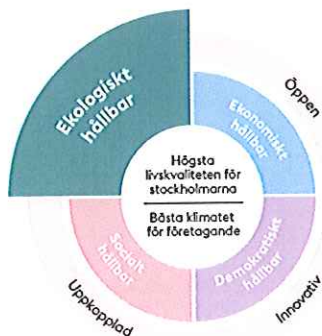 Ekologiskt
hållbar
Öppen
Ekonomiskt
hållbar
Högsta
livskvaliteten för
stockholmarna
Bästa klimatet
för företagande
Socialt
hållbar
Demokratiskt
hållbar
Uppkopplad
Innovativ